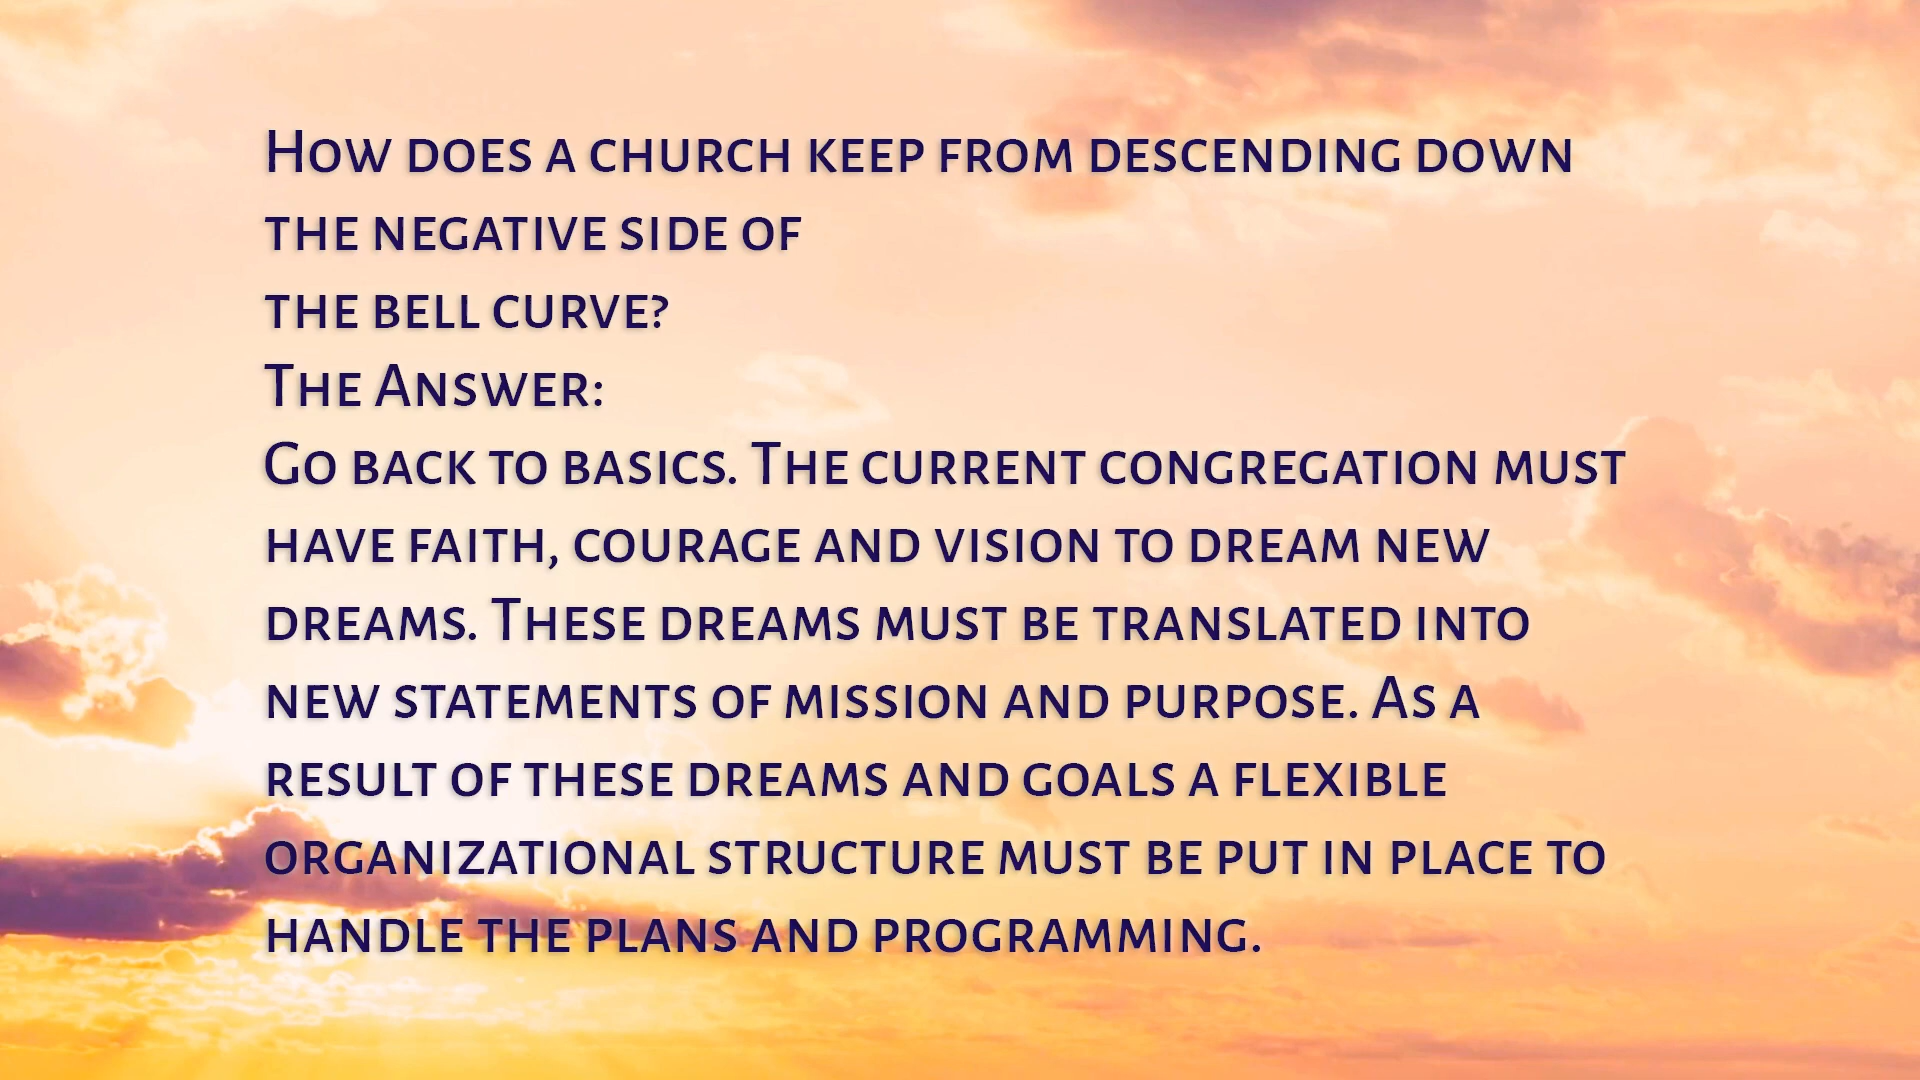 How does a church keep from descending down
the negative side of
the bell curve?
The Answer:
Go back to basics. The current congregation must
have faith, courage and vision to dream new
dreams. These dreams must be translated into
new statements of mission and purpose. As a
result of these dreams and goals a flexible
organizational structure must be put in place to
handle the plans and programming.